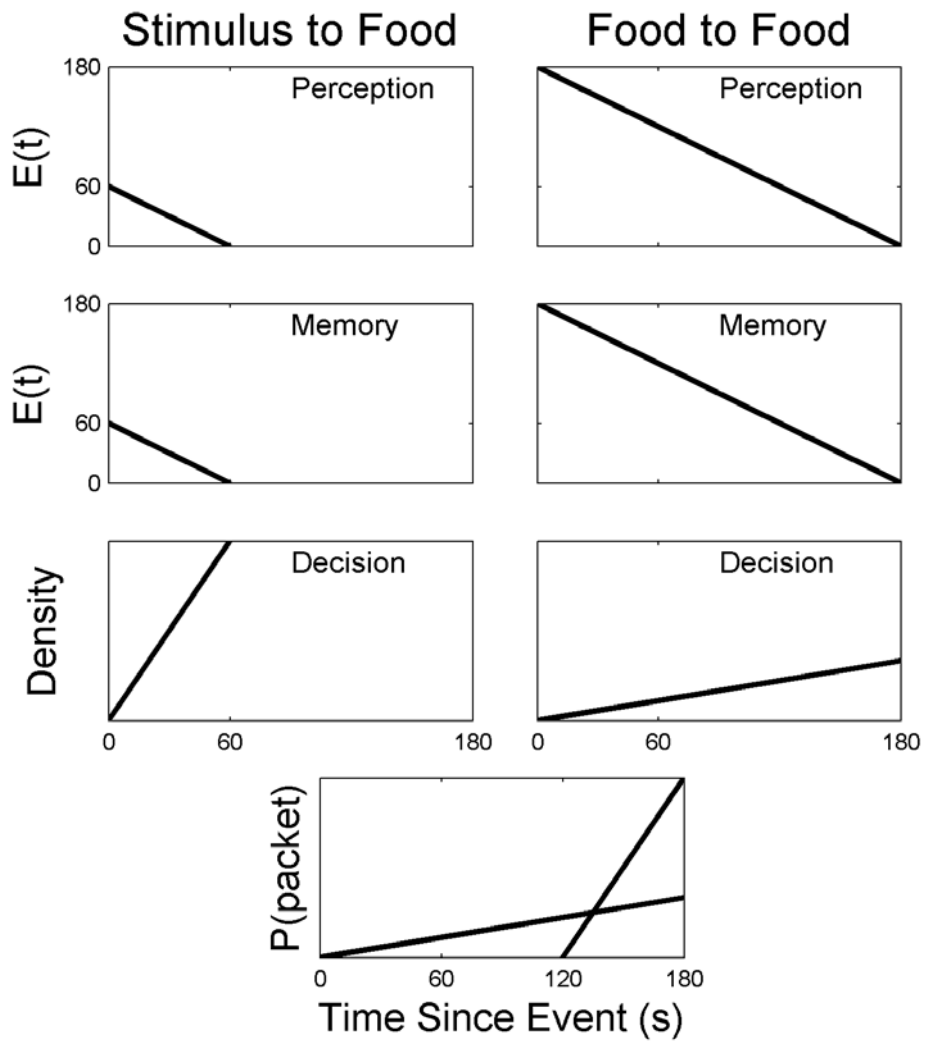 Stimulus to Food
Food to Food
180
Perception
E(t)
60
0
Perception
180
Memory
E(t)
60
0
Memory
Decision
Density
0
60
180
Decision
0
60
180
P(packet)
0
60
120
180
Time Since Event (s)